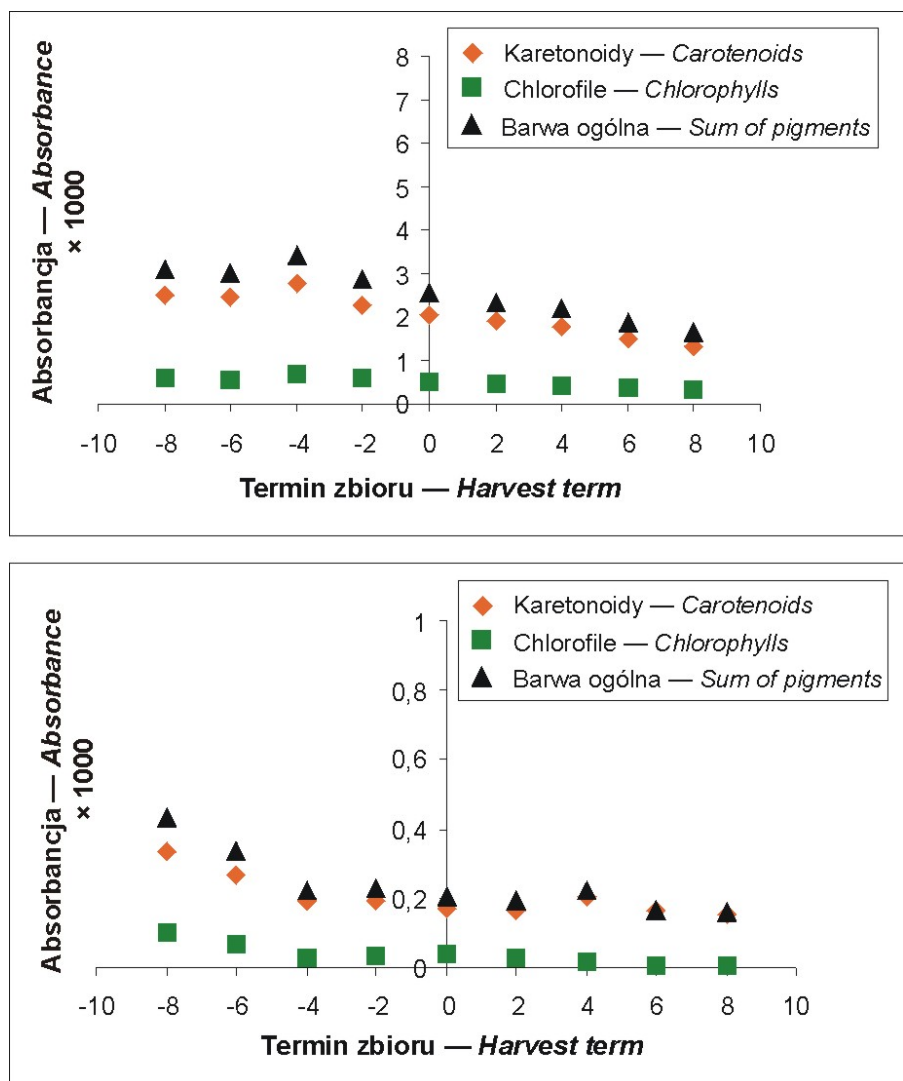 Karetonoidy — Carotenoids
Chlorofile — Chlorophylls
Barwa ogólna — Sum of pigments
Absorbancja — Absorbance
× 1000
8
7
6
5
4
3
2
1
0
-10 -8 -6 -4 -2 0 2 4 6 8 10
Termin zbioru — Harvest term
Karetonoidy — Carotenoids
Chlorofile — Chlorophylls
Barwa ogólna — Sum of pigments
Absorbancja — Absorbance
× 1000
1
0,8
0,6
0,4
0,2
0
-10 -8 -6 -4 -2 0 2 4 6 8 10
Termin zbioru — Harvest term